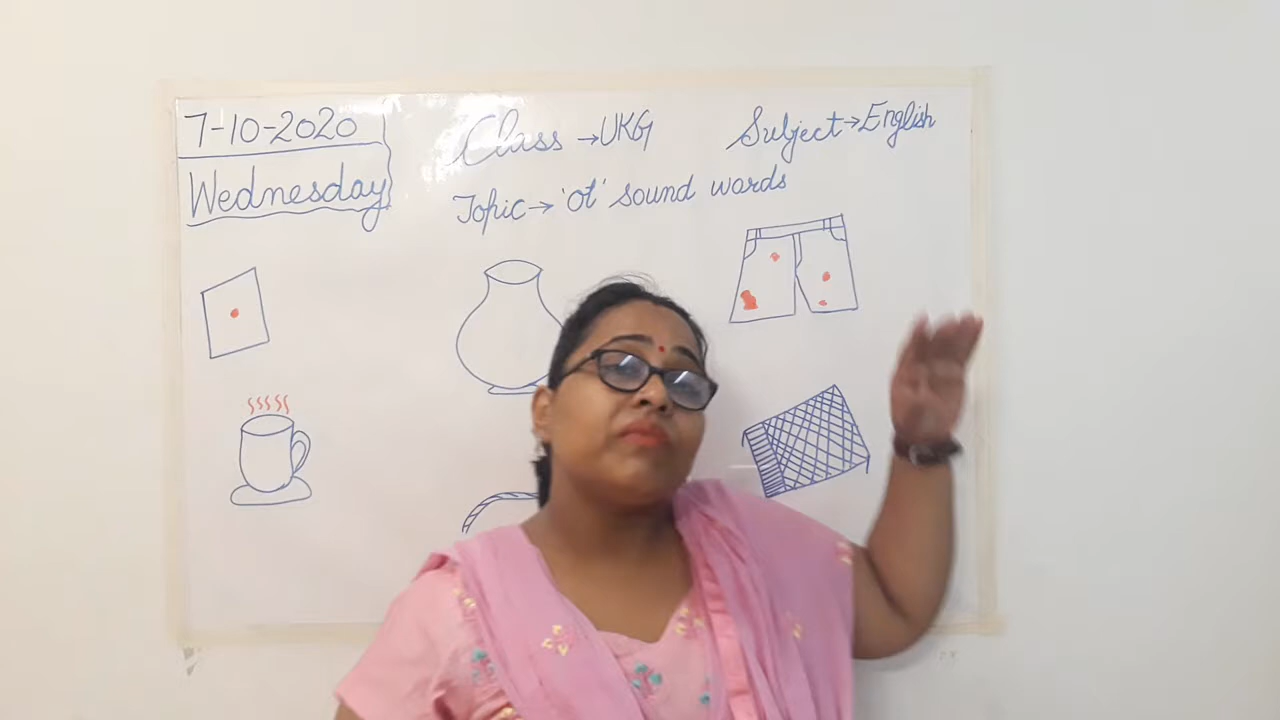 7-10-2020
Wednesday
Class → UKG
Subject → English
Topic → 'ot' sound words